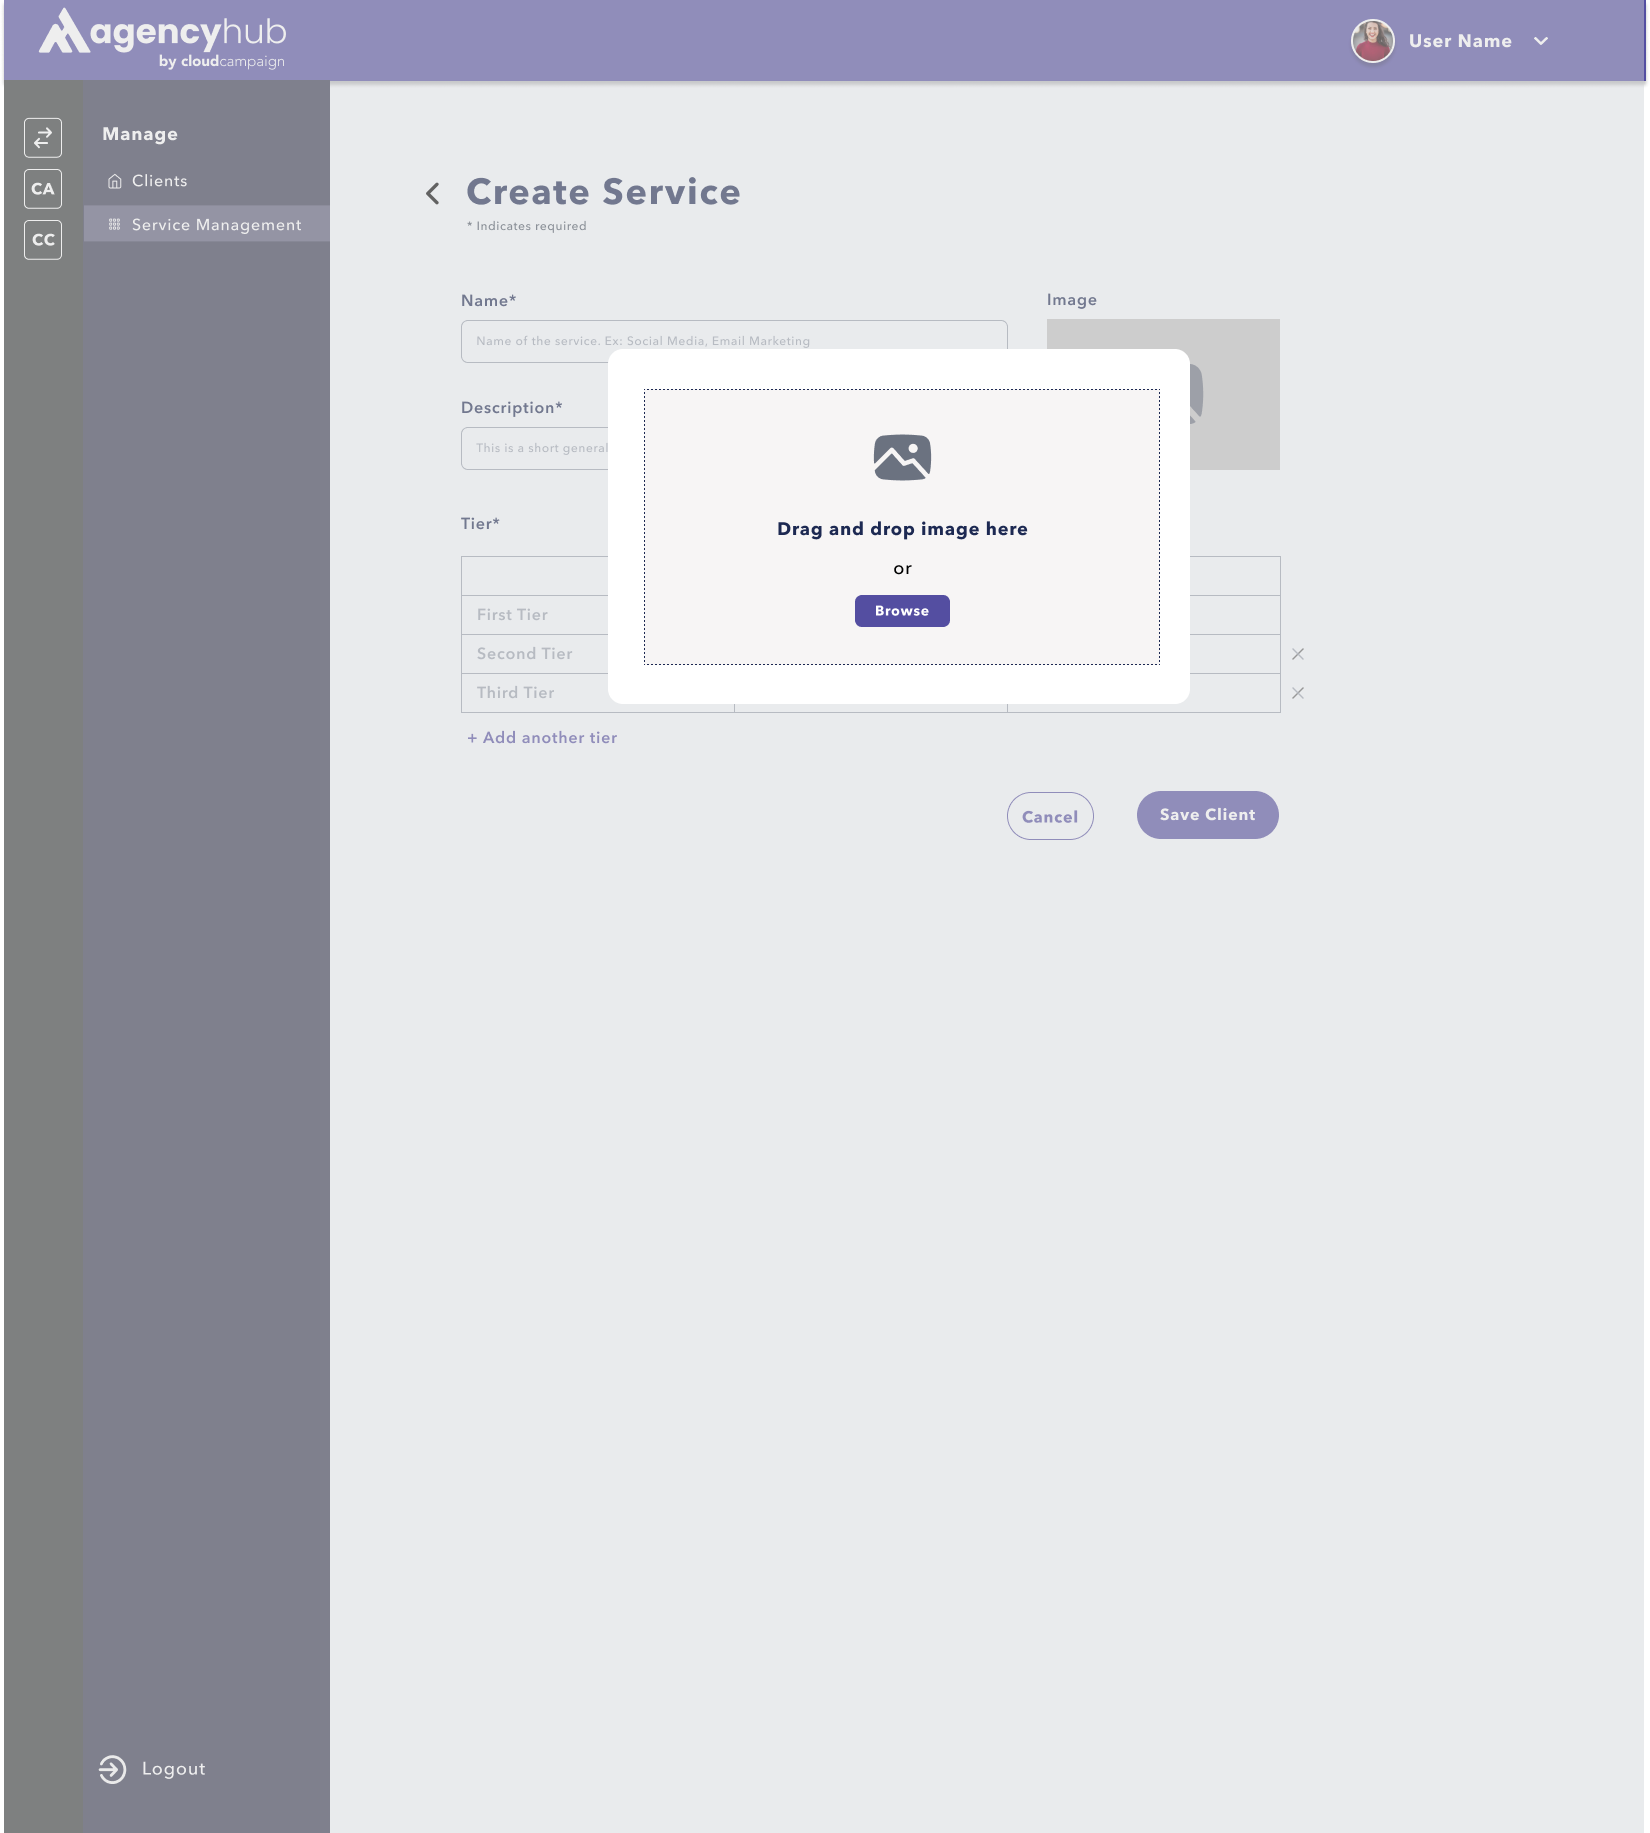 agencyhub
by cloudcampaign
User Name
Manage
Clients
Service Management
CA
CC
Create Service
* Indicates required
Name*
Name of the service. Ex: Social Media, Email Marketing
Image
Description*
This is a short general
Tier*
First Tier
Second Tier
Third Tier
+ Add another tier
Drag and drop image here
or
Browse
Cancel
Save Client
Logout